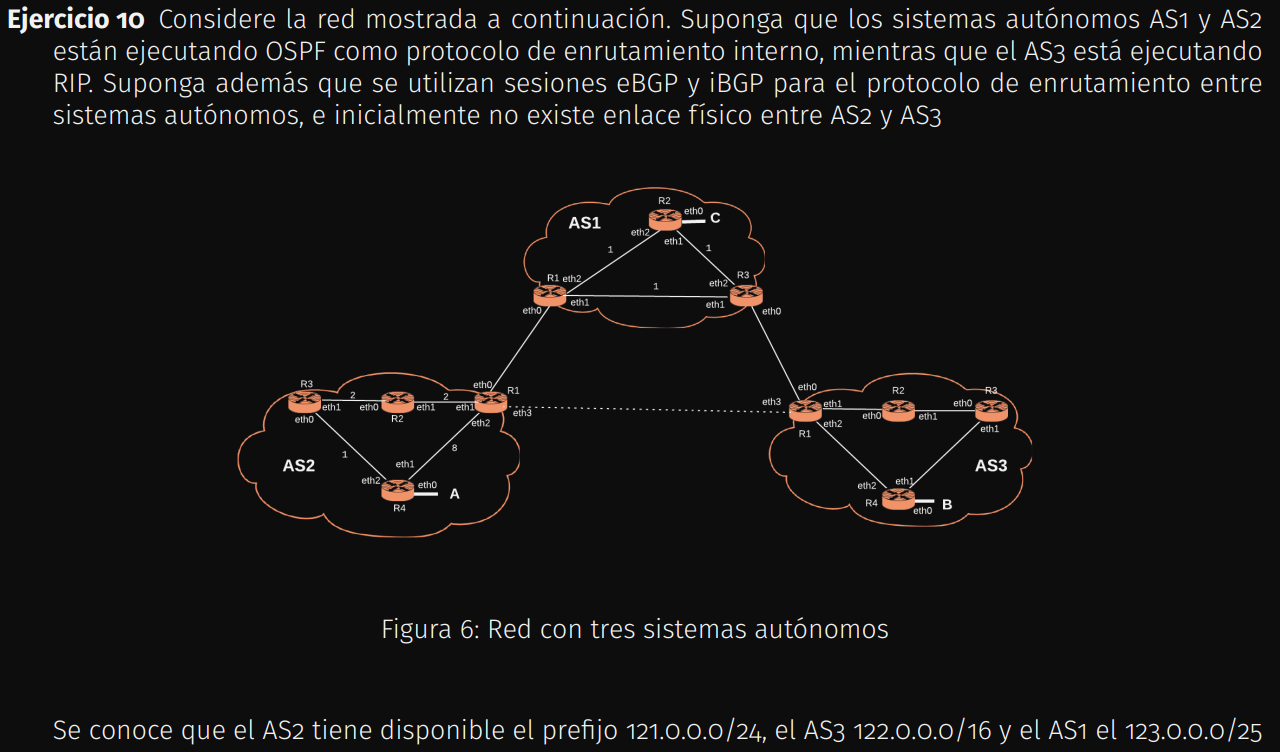 Ejercicio 10 Considere la red mostrada a continuación. Suponga que los sistemas autónomos AS1 y AS2
están ejecutando OSPF como protocolo de enrutamiento interno, mientras que el AS3 está ejecutando
RIP. Suponga además que se utilizan sesiones eBGP y iBGP para el protocolo de enrutamiento entre
sistemas autónomos, e inicialmente no existe enlace físico entre AS2 y AS3
R2
eth0
C
AS1
eth2
eth1
1
1
R1
eth2
R3
eth2
1
eth1
eth1
eth0
eth0
R3
2
2
eth0
R1
eth1
eth0
eth1
eth1
eth3
eth0
R2
eth2
1
8
AS2
eth1
eth2
eth0
A
R4
eth0
eth3
eth1
R2
eth0
R3
eth0
eth1
R1
eth2
eth1
AS3
eth2
eth1
R4
B
eth0
Figura 6: Red con tres sistemas autónomos
Se conoce que el AS2 tiene disponible el prefijo 121.0.0.0/24, el AS3 122.0.0.0/16 y el AS1 el 123.0.0.0/25